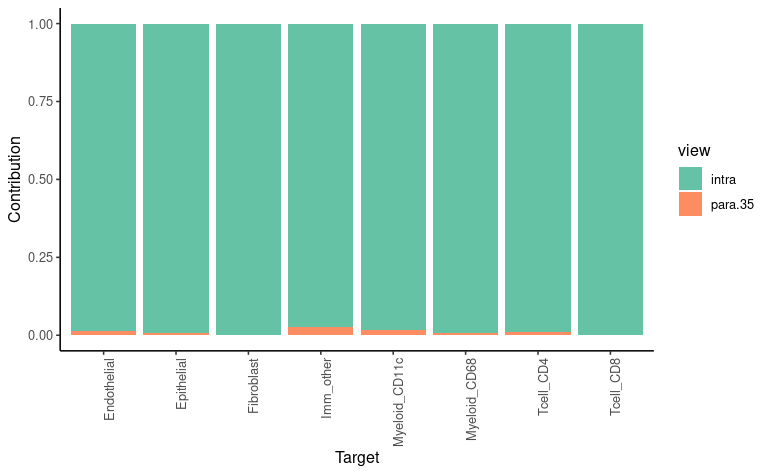 1.00
0.75
0.50
0.25
0.00
Contribution
Endothelial
Epithelial
Fibroblast
Imm_other
Myeloid_CD11c
Myeloid_CD68
Tcell_CD4
Tcell_CD8
Target
view
intra
para.35